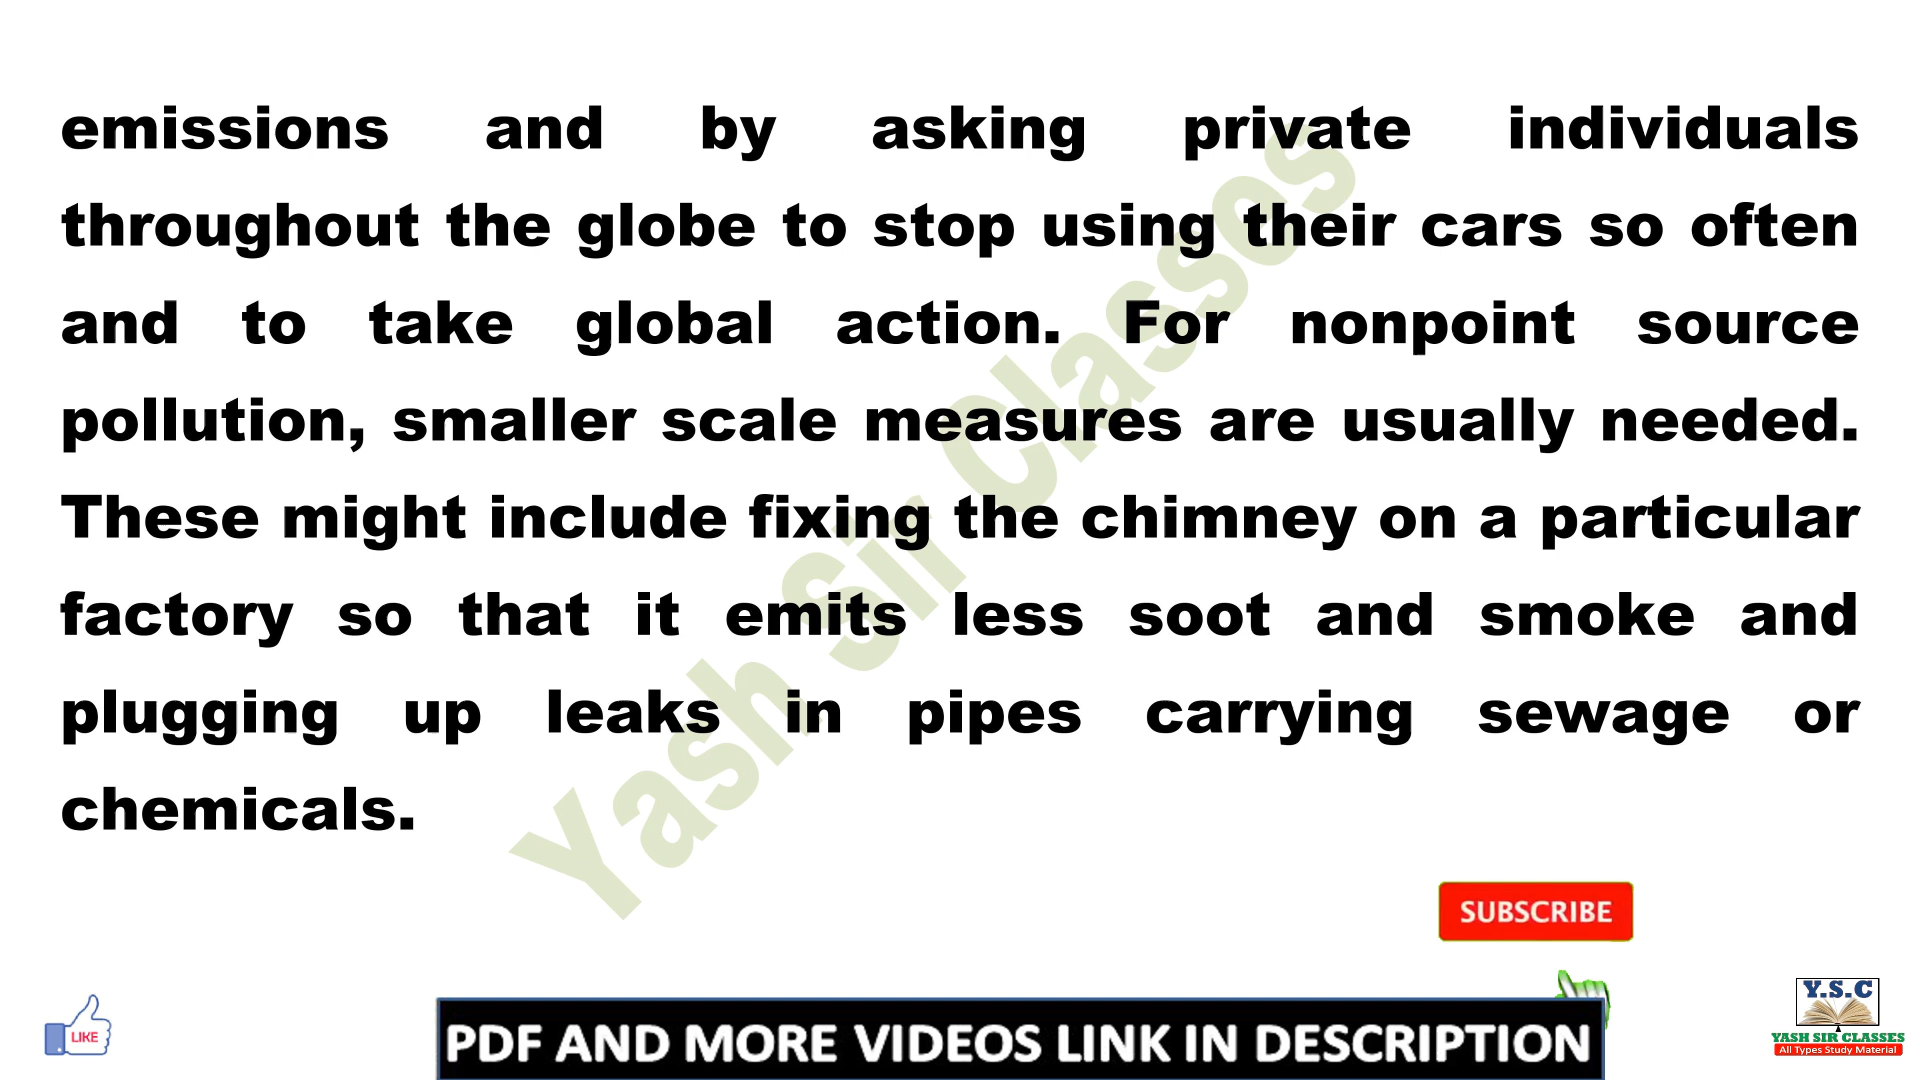 emissions and by asking private individuals
throughout the globe to stop using their cars so often
and to take global action. For nonpoint source
pollution, smaller scale measures are usually needed.
These might include fixing the chimney on a particular
factory so that it emits less soot and smoke and
plugging up leaks in pipes carrying sewage or
chemicals.
Yash Sir Classos
SUBSCRIBE
LIKE
PDF AND MORE VIDEOS LINK IN DESCRIPTION
Y.S.C
YASH SIR CLASSES
All Types Study Material